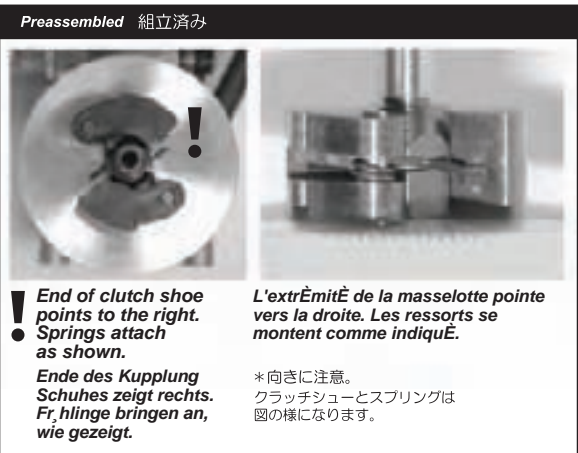 Preassembled 組立済み
!
! End of clutch shoe
points to the right.
Springs attach
as shown.
Ende des Kupplung
Schuhes zeigt rechts.
Fr¸hlinge bringen an,
wie gezeigt.
L'extrÈmitÈ de la masselotte pointe
vers la droite. Les ressorts se
montent comme indiquÈ.
＊向きに注意。
クラッチシューとスプリングは
図の様になります。